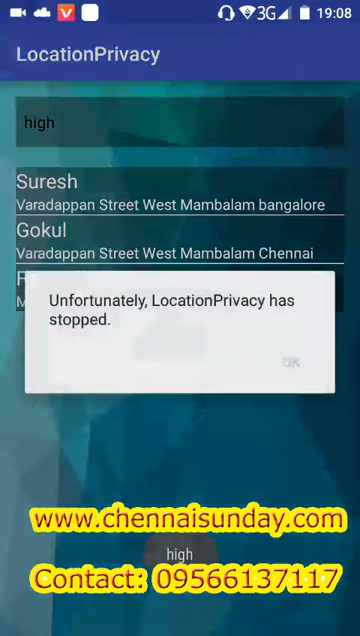 3G 19:08
LocationPrivacy
high
Suresh
Varadappan Street West Mambalam bangalore
Gokul
Varadappan Street West Mambalam Chennai
Unfortunately, LocationPrivacy has
stopped.
OK
www.chennaisunday.com
high
Contact: 09566137117